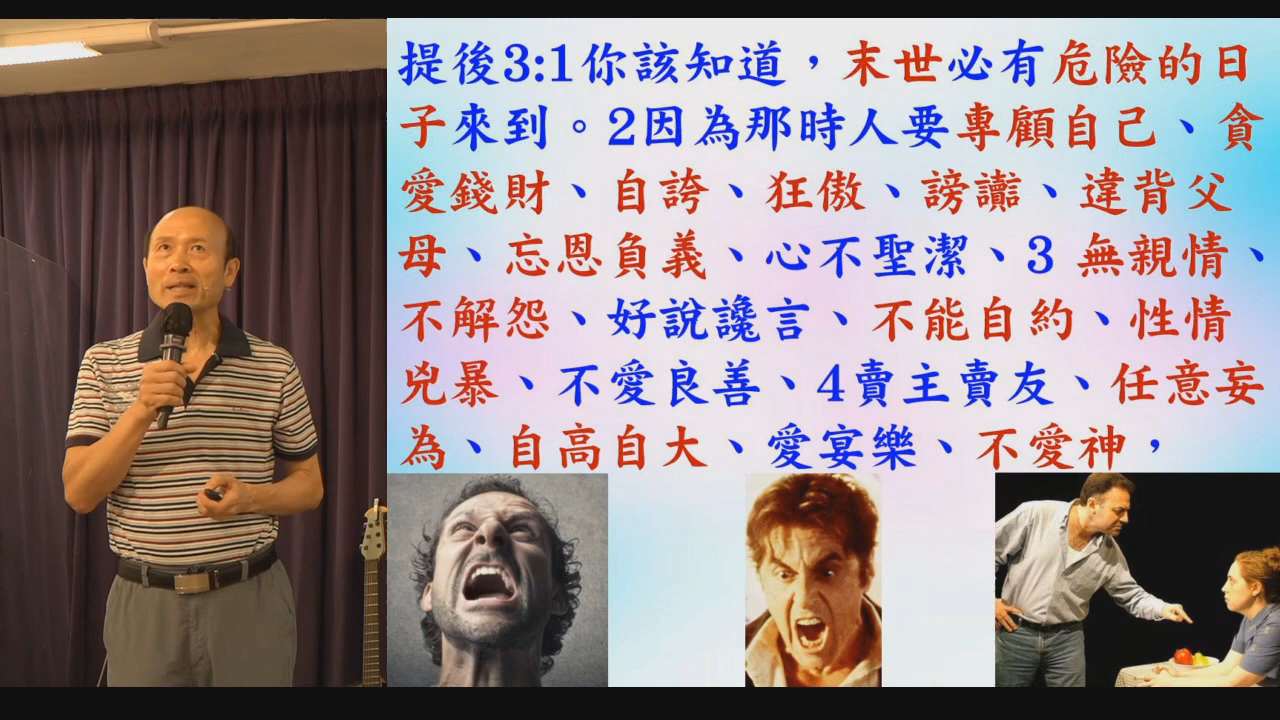 提後3:1你該知道，末世必有危險的日
子來到。2因為那時人要專顧自己、貪
愛錢財、自誇、狂傲、謗讟、違背父
母、忘恩負義、心不聖潔、3 無親情、
不解怨、好說讒言、不能自約、性情
兇暴、不愛良善、4賣主賣友、任意妄
為、自高自大、愛宴樂、不愛神，